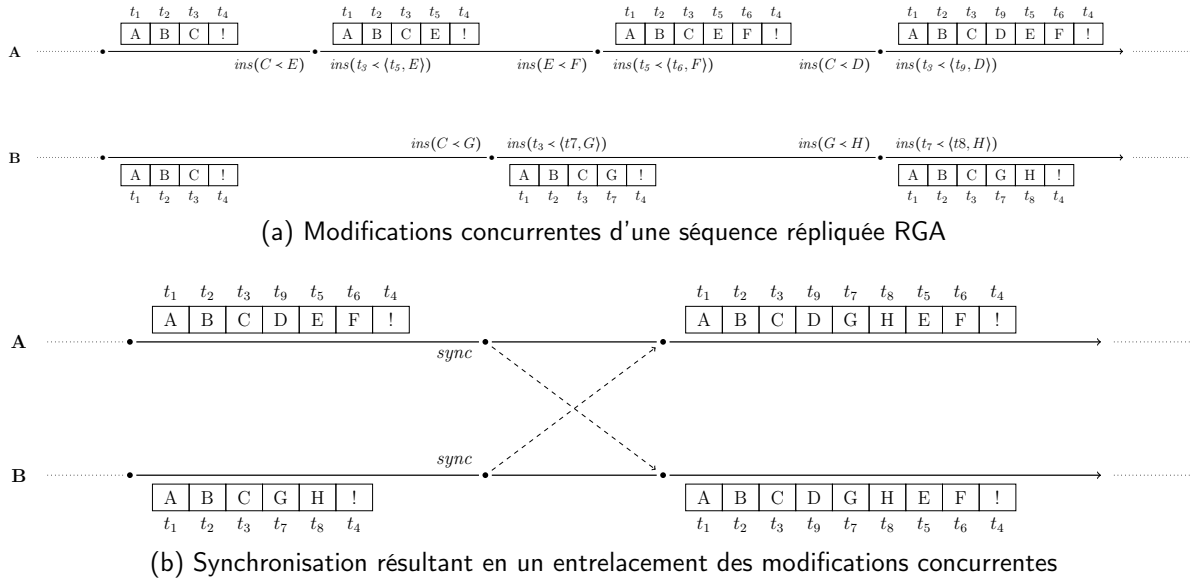 t₁ t₂ t₃ t₄ t₁ t₂ t₃ t₅ t₄ t₁ t₂ t₃ t₅ t₆ t₄ t₁ t₂ t₃ t₉ t₅ t₆ t₄
A B C ! A B C E ! A B C E F ! A B C D E F !
A
ins(C ≺ E) ins(t₃ ≺ ⟨t₅, E⟩) ins(E ≺ F) ins(t₅ ≺ ⟨t₆, F⟩) ins(C ≺ D) ins(t₃ ≺ ⟨t₉, D⟩)
ins(C ≺ G) ins(t₃ ≺ ⟨t7, G⟩) ins(G ≺ H) ins(t₇ ≺ ⟨t8, H⟩)
B
A B C ! A B C G ! A B C G H !
t₁ t₂ t₃ t₄ t₁ t₂ t₃ t₇ t₄ t₁ t₂ t₃ t₇ t₈ t₄
(a) Modifications concurrentes d'une séquence répliquée RGA
t₁ t₂ t₃ t₉ t₅ t₆ t₄ t₁ t₂ t₃ t₉ t₇ t₈ t₅ t₆ t₄
A B C D E F ! A B C D G H E F !
A
sync
sync
B
A B C G H ! A B C D G H E F !
t₁ t₂ t₃ t₇ t₈ t₄ t₁ t₂ t₃ t₉ t₇ t₈ t₅ t₆ t₄
(b) Synchronisation résultant en un entrelacement des modifications concurrentes